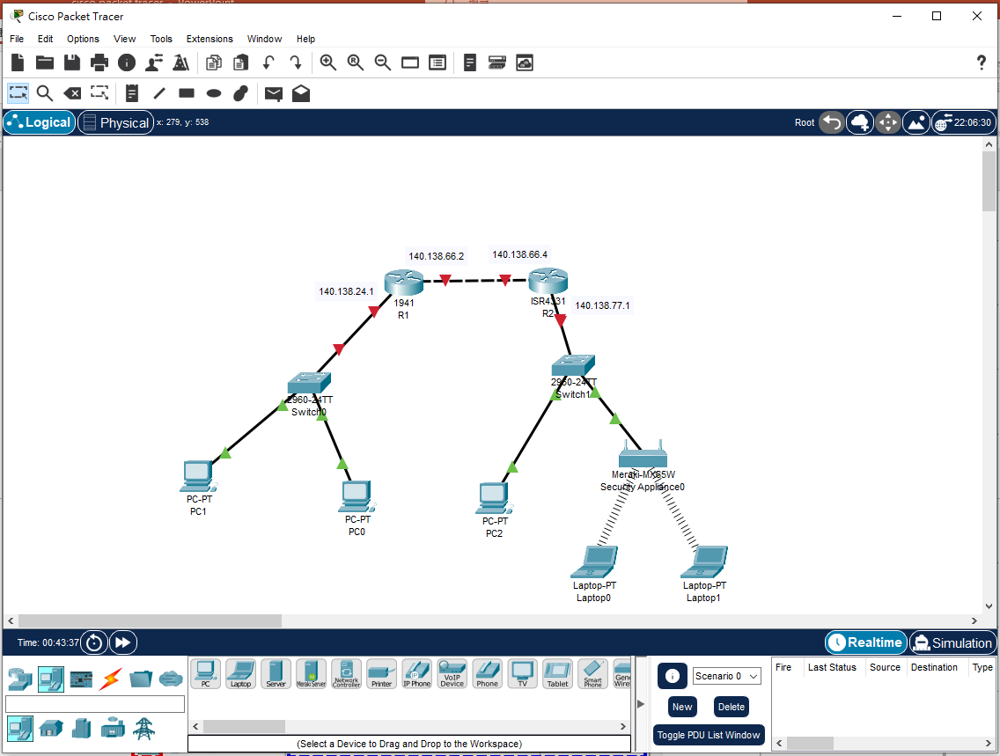 cisco packet tracer - PowerPoint
Cisco Packet Tracer
File Edit Options View Tools Extensions Window Help
?
Logical Physical x: 279, y: 538 Root 22:06:30
140.138.66.2 140.138.66.4
140.138.24.1
1941
R1
ISR4331
R2
140.138.77.1
2960-24TT
Switch0
2960-24TT
Switch1
PC-PT
PC1
PC-PT
PC0
PC-PT
PC2
Meraki-MX65W
Security Appliance0
Laptop-PT
Laptop0
Laptop-PT
Laptop1
Time: 00:43:37 Realtime Simulation
PC Laptop Server Meraki Server Network Controller Printer IP Phone VoIP Device Phone TV Tablet Smart Phone
(Select a Device to Drag and Drop to the Workspace)
Scenario 0
New Delete
Toggle PDU List Window
Fire Last Status Source Destination Type